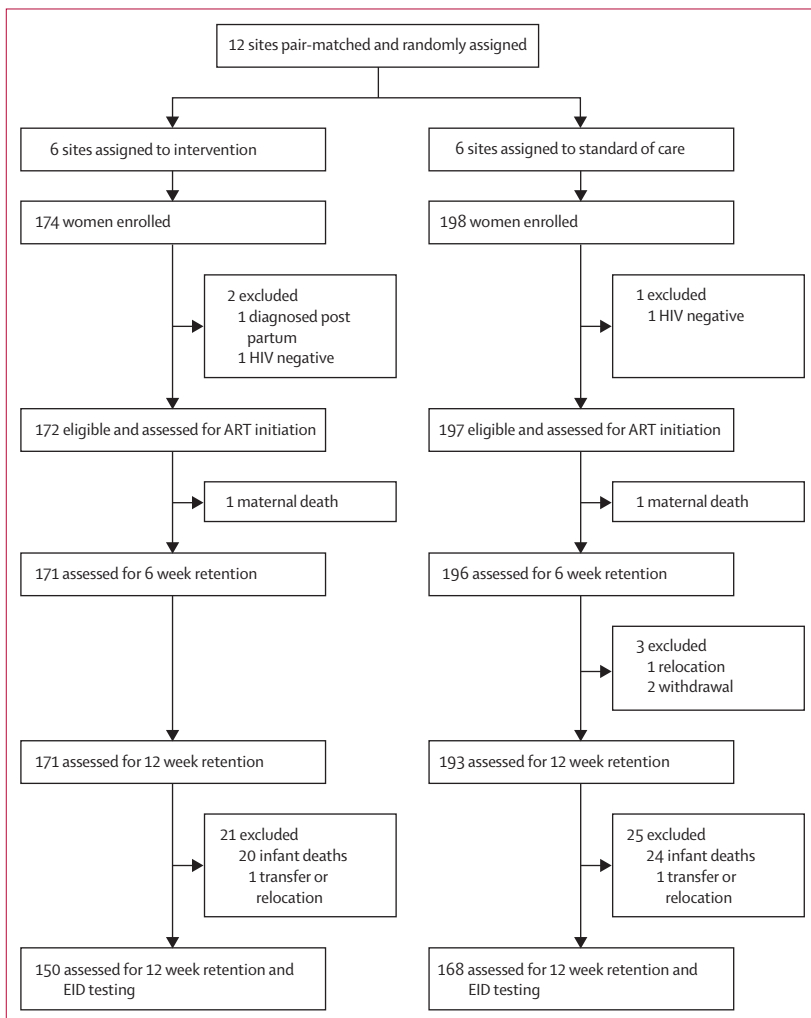 12 sites pair-matched and randomly assigned
6 sites assigned to intervention
6 sites assigned to standard of care
174 women enrolled
198 women enrolled
2 excluded
1 diagnosed post
partum
1 HIV negative
1 excluded
1 HIV negative
172 eligible and assessed for ART initiation
197 eligible and assessed for ART initiation
1 maternal death
1 maternal death
171 assessed for 6 week retention
196 assessed for 6 week retention
3 excluded
1 relocation
2 withdrawal
171 assessed for 12 week retention
193 assessed for 12 week retention
21 excluded
20 infant deaths
1 transfer or
relocation
25 excluded
24 infant deaths
1 transfer or
relocation
150 assessed for 12 week retention and
EID testing
168 assessed for 12 week retention and
EID testing